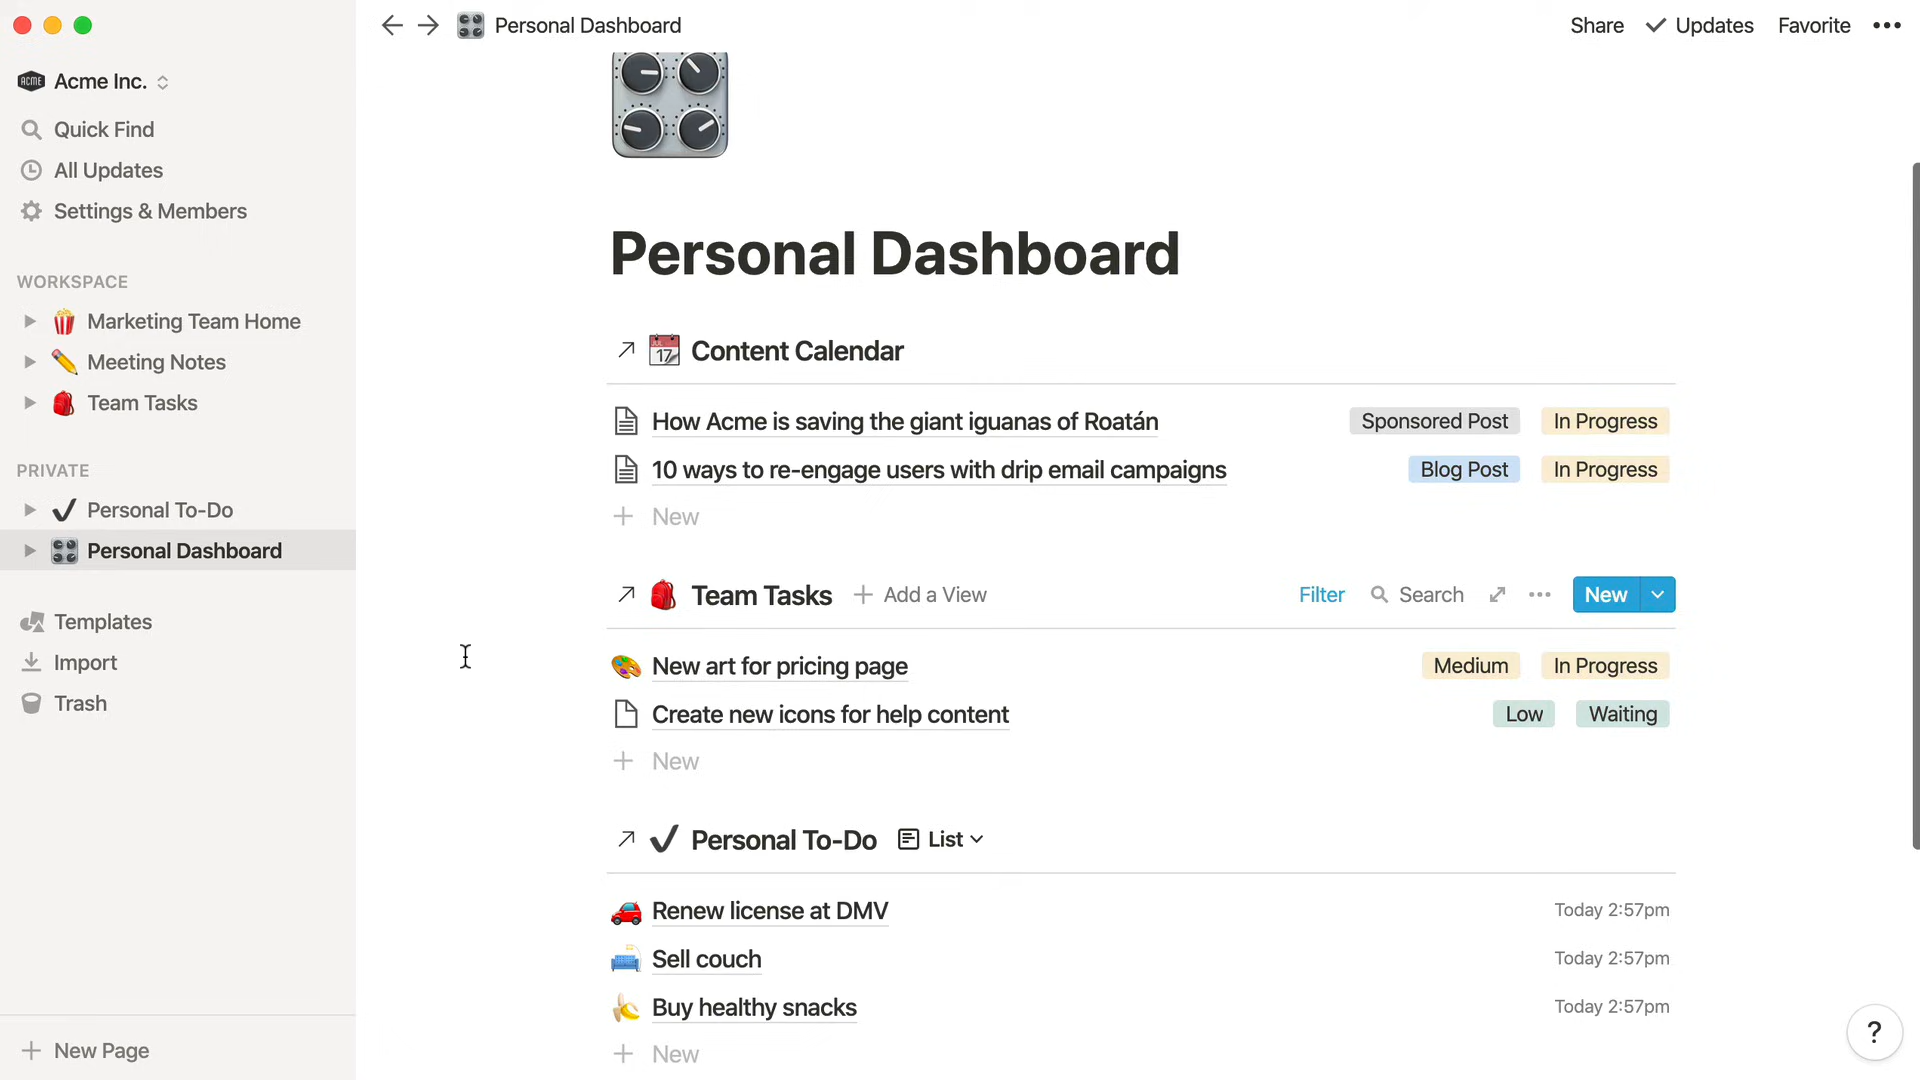 Personal Dashboard
Share
Updates
Favorite
ACME
Acme Inc.
Quick Find
All Updates
Settings & Members
WORKSPACE
Marketing Team Home
Meeting Notes
Team Tasks
PRIVATE
Personal To-Do
Personal Dashboard
Templates
Import
Trash
New Page
Personal Dashboard
JUL
17
Content Calendar
How Acme is saving the giant iguanas of Roatán Sponsored Post In Progress
10 ways to re-engage users with drip email campaigns Blog Post In Progress
New
Team Tasks Add a View Filter Search New
New art for pricing page Medium In Progress
Create new icons for help content Low Waiting
New
Personal To-Do List
Renew license at DMV Today 2:57pm
Sell couch Today 2:57pm
Buy healthy snacks Today 2:57pm
New
?